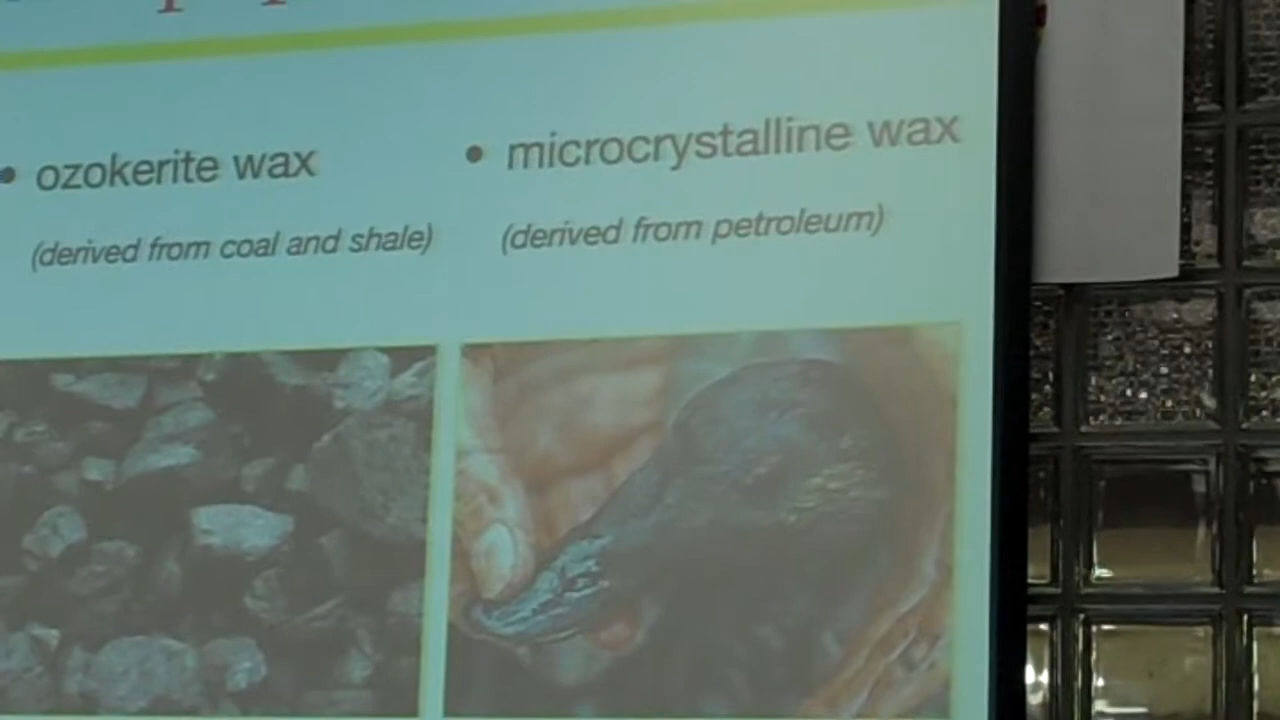 • ozokerite wax
(derived from coal and shale)
• microcrystalline wax
(derived from petroleum)